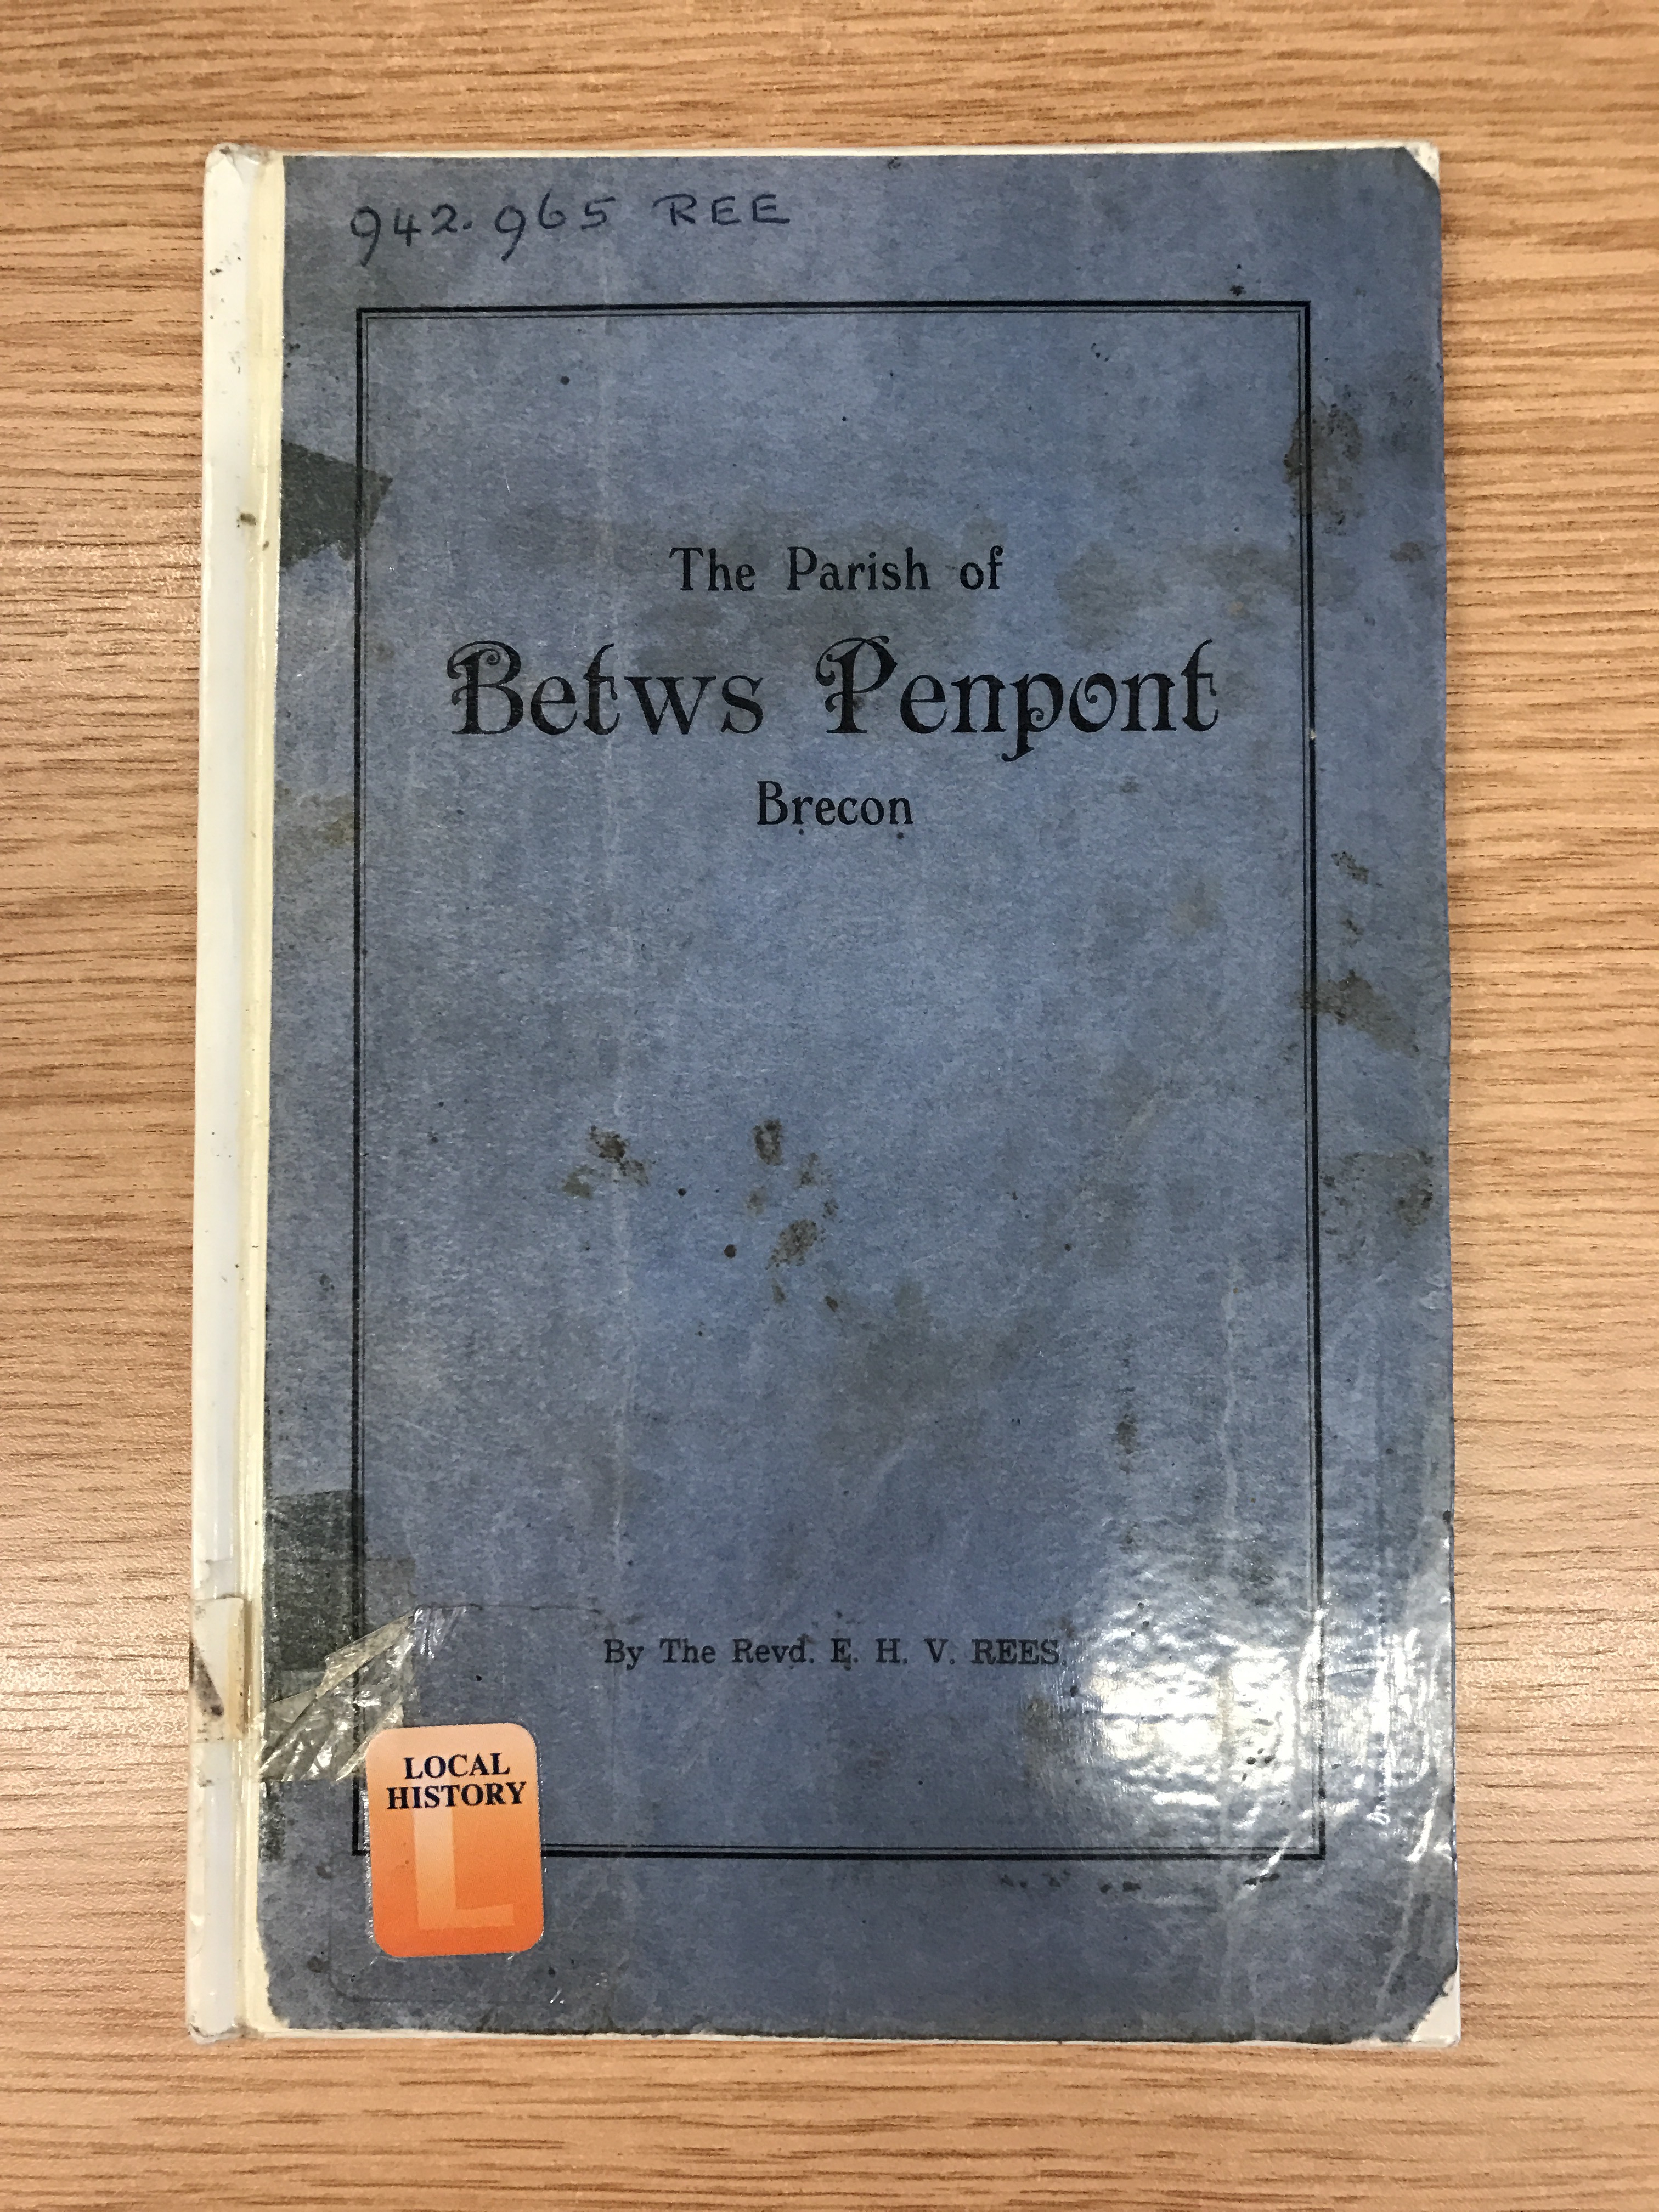 942.965 REE
The Parish of
Betws Penpont
Brecon
By The Revd. E. H. V. REES
LOCAL
HISTORY
L